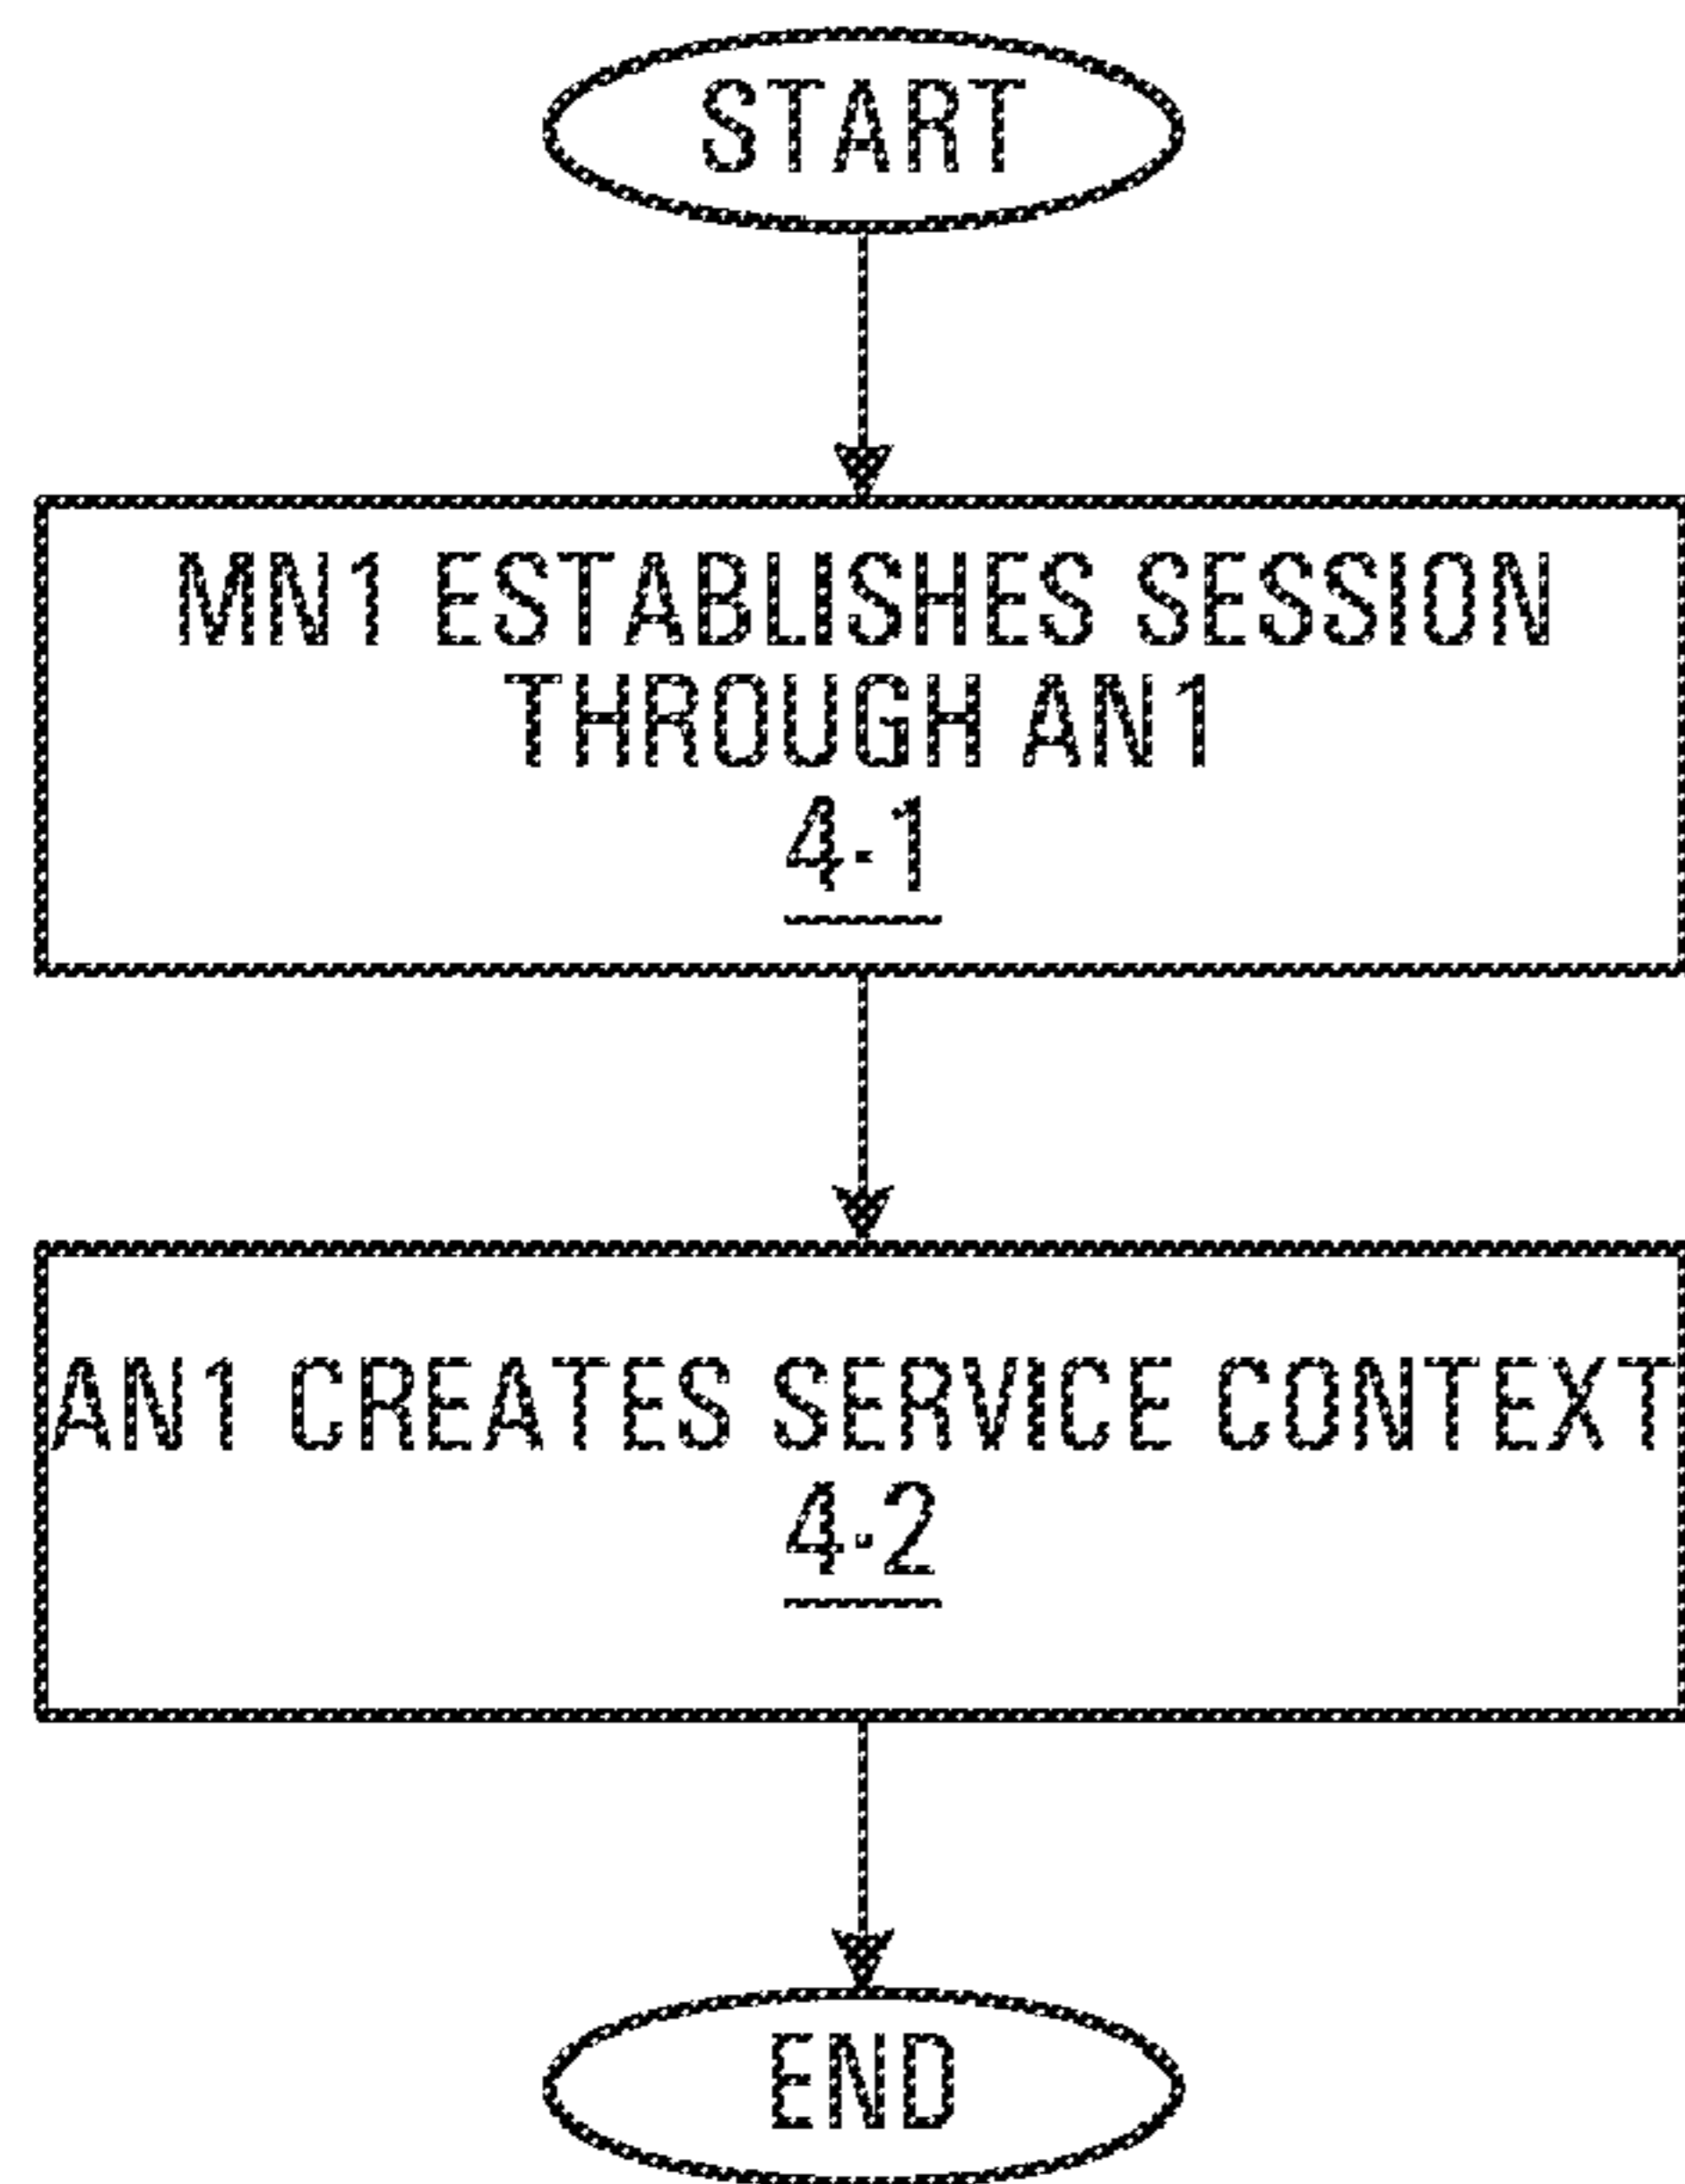 START
MN1 ESTABLISHES SESSION
THROUGH AN1
4-1
AN1 CREATES SERVICE CONTEXT
4-2
END